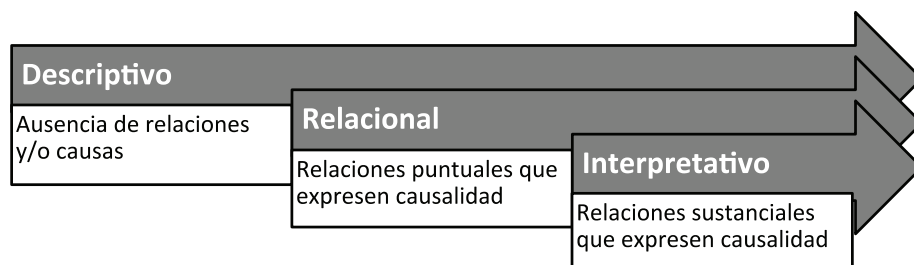 Descriptivo
Ausencia de relaciones
y/o causas
Relacional
Relaciones puntuales que
expresen causalidad
Interpretativo
Relaciones sustanciales
que expresen causalidad